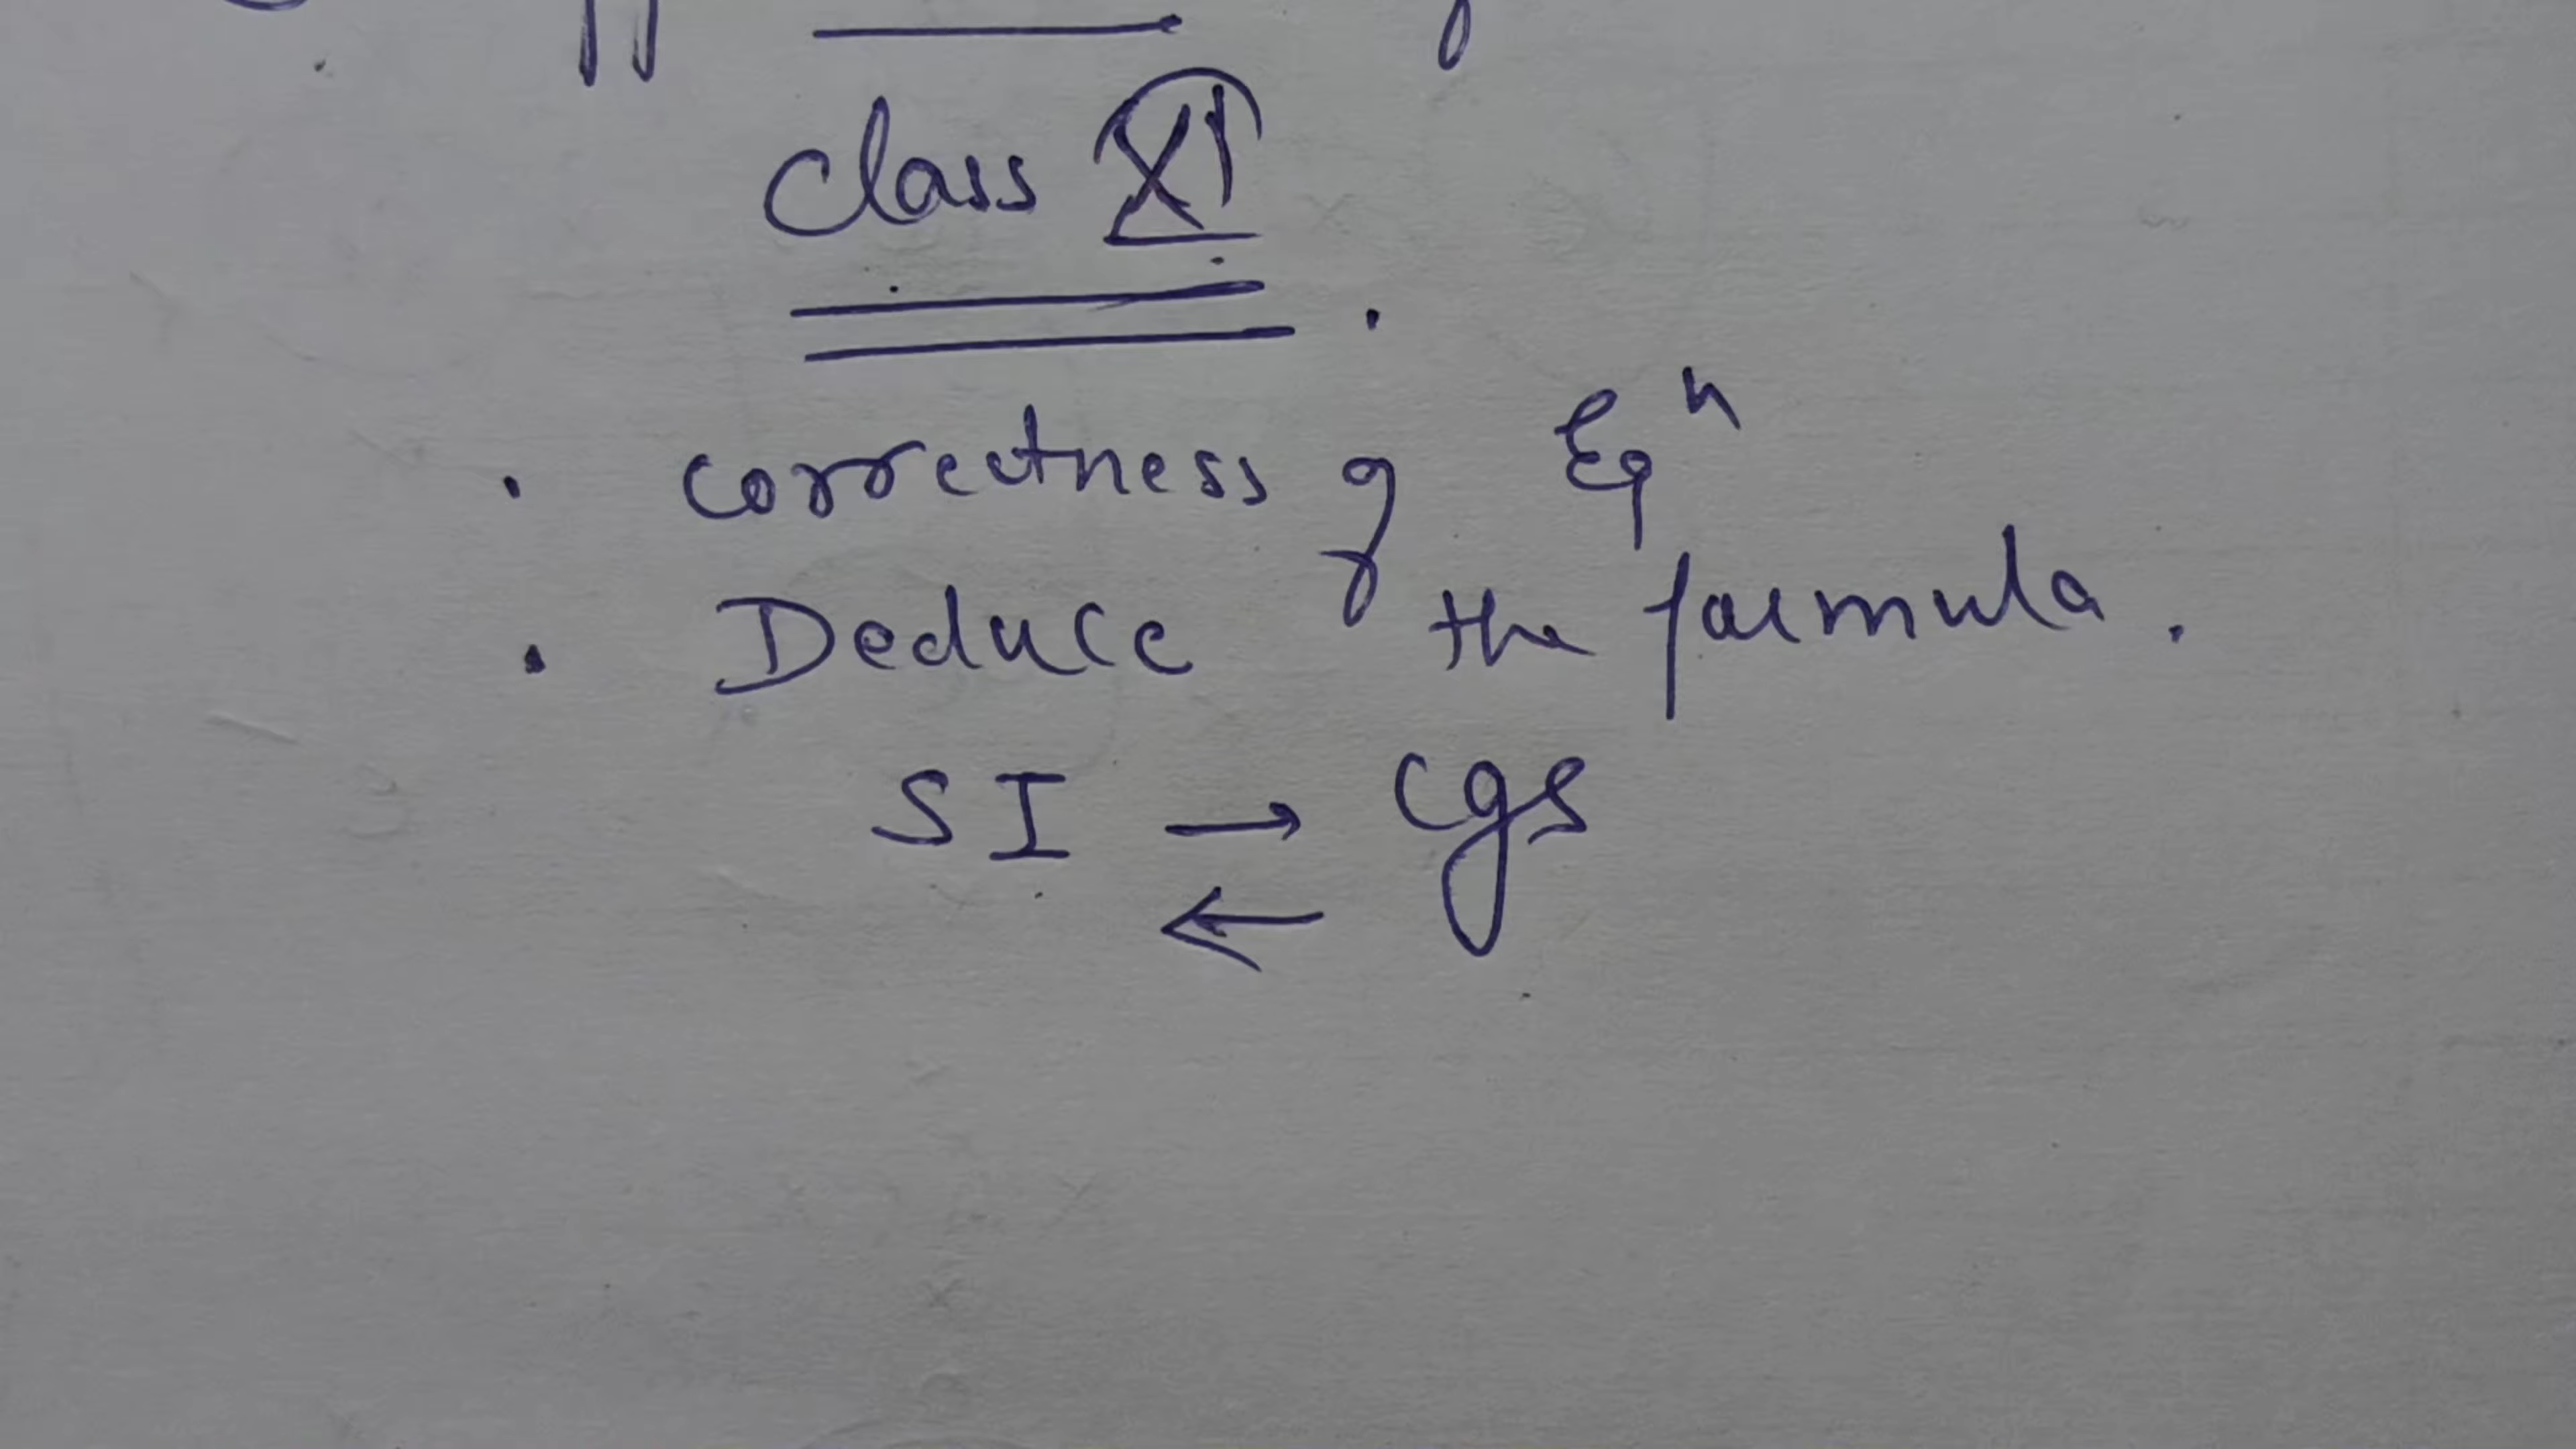 Class XI
. Correctness of Eqn
. Deduce the formula.
SI → cgs
←